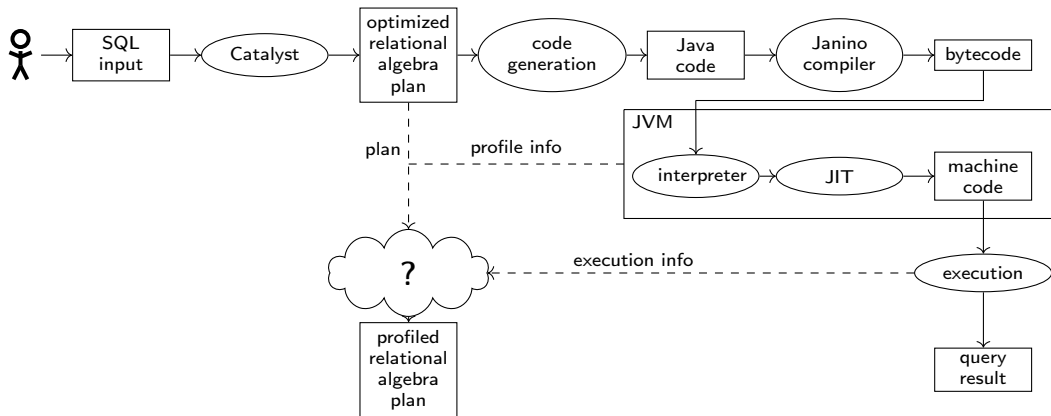 SQL
input
Catalyst
optimized
relational
algebra
plan
code
generation
Java
code
Janino
compiler
bytecode
JVM
plan
profile info
interpreter
JIT
machine
code
?
execution info
execution
profiled
relational
algebra
plan
query
result